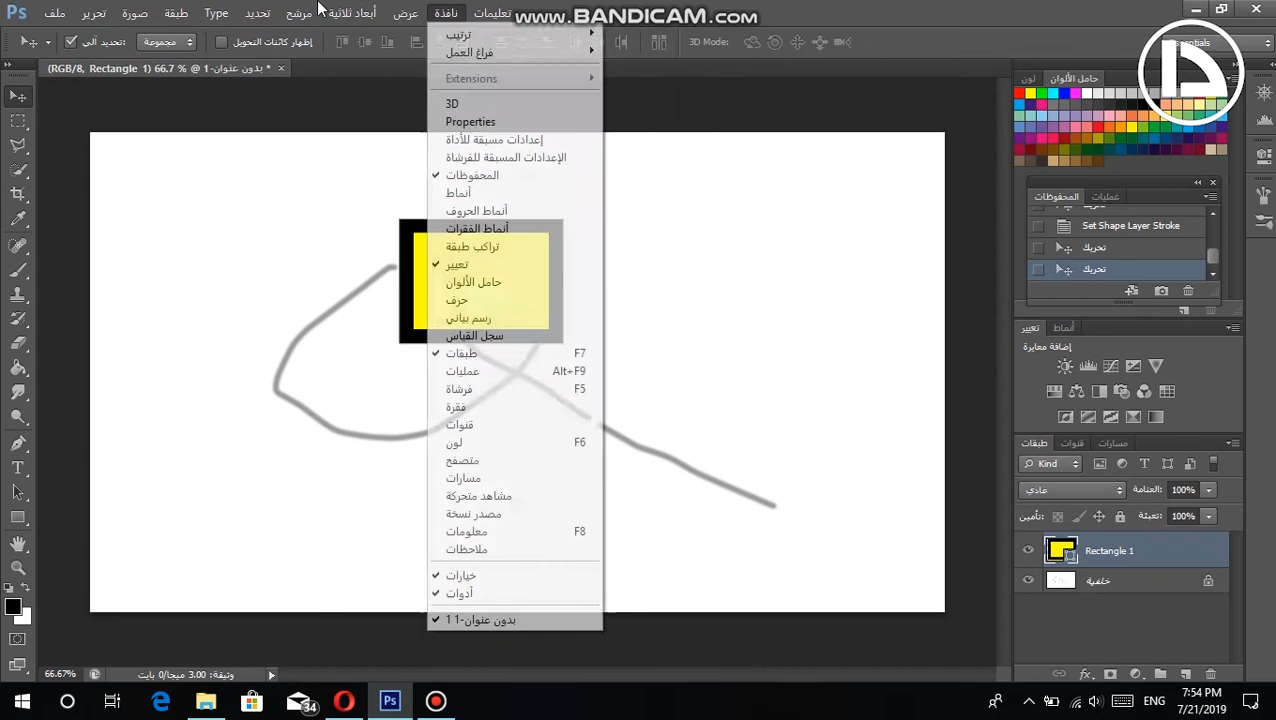 Ps
ملف
تحرير
صورة
طبقة
Type
تحديد
مرشح
أبعاد ثلاثية
عرض
نافذة
تعليمات
www.BANDICAM.com
تحديد آلي:
مجموعة
إظهار كائنات التحويل
3D Mode:
Essentials
بدون عنوان-1 @ 66.7 % (RGB/8, Rectangle 1) *
ترتيب
فراغ العمل
Extensions
3D
Properties
إعدادات مسبقة للأداة
الإعدادات المسبقة للفرشاة
المحفوظات
أنماط
أنماط الحروف
أنماط الفقرات
تراكب طبقة
تعيير
حامل الألوان
حرف
رسم بياني
سجل القياس
طبقات F7
عمليات Alt+F9
فرشاة F5
فقرة
قنوات
لون F6
متصفح
مسارات
مشاهد متحركة
مصدر نسخة
معلومات F8
ملاحظات
خيارات
أدوات
1 بدون عنوان-1
لون
حامل الألوان
المحفوظات
عمليات
Set Shape Layer Stroke
تحريك
تحريك
تعيير
أنماط
إضافة معايرة
طبقات
قنوات
مسارات
Kind
عادي
العتامة: 100%
تأمين:
تعبئة: 100%
Rectangle 1
خلفية
66.67%
وثيقة: 3.00 ميجا/0 بايت
34
Ps
ENG
7:54 PM
7/21/2019